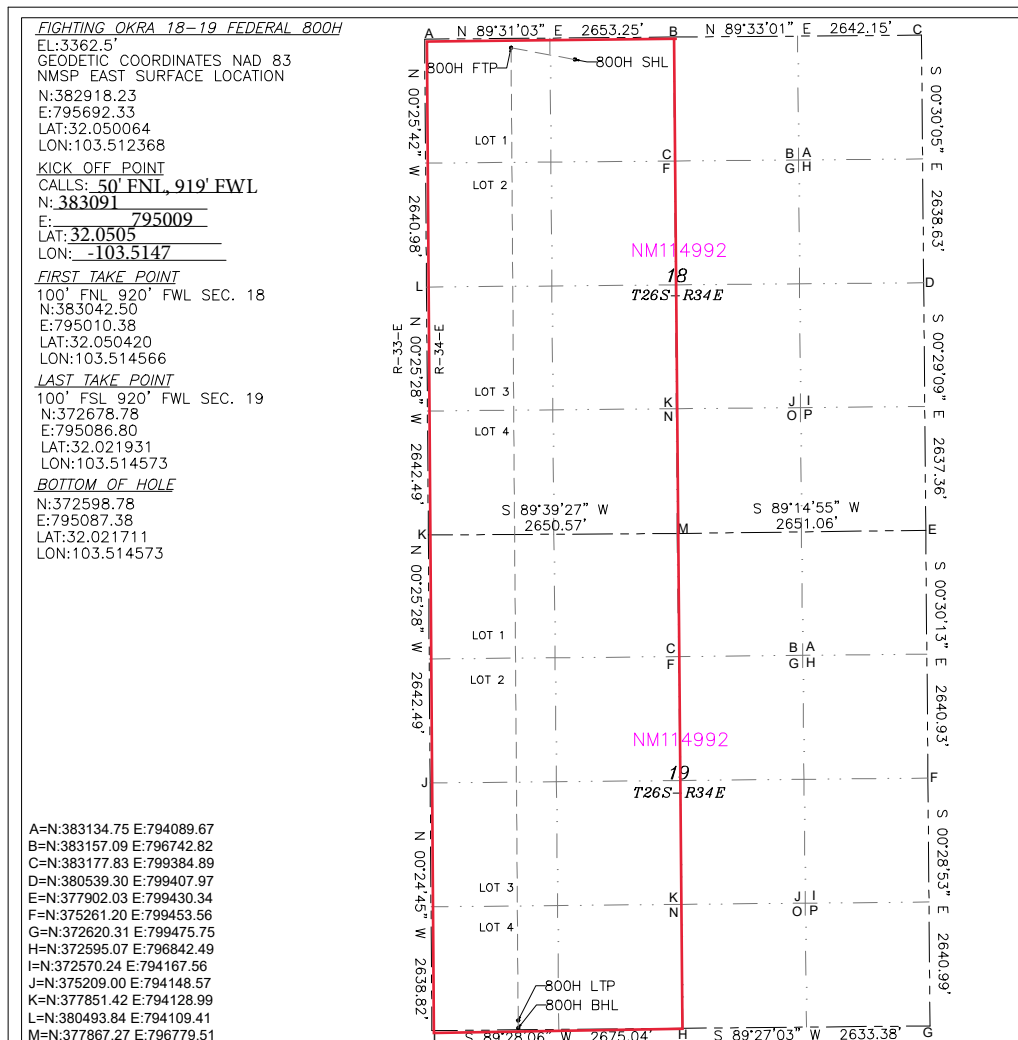 FIGHTING OKRA 18-19 FEDERAL 800H
EL:3362.5'
GEODETIC COORDINATES NAD 83
NMSP EAST SURFACE LOCATION
N:382918.23
E:795692.33
LAT:32.050064
LON:103.512368
KICK OFF POINT
CALLS: 50' FNL, 919' FWL
N: 383091
E: 795009
LAT: 32.0505
LON: -103.5147
FIRST TAKE POINT
100' FNL 920' FWL SEC. 18
N:383042.50
E:795010.38
LAT:32.050420
LON:103.514566
LAST TAKE POINT
100' FSL 920' FWL SEC. 19
N:372678.78
E:795086.80
LAT:32.021931
LON:103.514573
BOTTOM OF HOLE
N:372598.78
E:795087.38
LAT:32.021711
LON:103.514573
A=N:383134.75 E:794089.67
B=N:383157.09 E:796742.82
C=N:383177.83 E:799384.89
D=N:380539.30 E:799407.97
E=N:377902.03 E:799430.34
F=N:375261.20 E:799453.56
G=N:372620.31 E:799475.75
H=N:372595.07 E:796842.49
I=N:372570.24 E:794167.56
J=N:375209.00 E:794148.57
K=N:377851.42 E:794128.99
L=N:380493.84 E:794109.41
M=N:377867.27 E:796779.51
A N 89°31'03" E 2653.25' B N 89°33'01" E 2642.15' C
800H FTP 800H SHL
N 00°25'42" W 2640.98'
S 00°30'05" E 2638.63'
LOT 1
C B A
F G H
LOT 2
NM114992
18
T26S-R34E
L D
R-33-E
R-34-E
N 00°25'28" W 2642.49'
S 00°29'09" E 2637.36'
LOT 3
K J I
N O P
LOT 4
S 89°39'27" W
2650.57'
S 89°14'55" W
2651.06'
K M E
N 00°25'28" W 2642.49'
S 00°30'13" E 2640.93'
LOT 1
C B A
F G H
LOT 2
NM114992
19
T26S-R34E
J F
N 00°24'45" W 2638.82'
S 00°28'53" E 2640.99'
LOT 3
K J I
N O P
LOT 4
800H LTP
800H BHL
I S 89°28'06" W 2675.04' H S 89°27'03" W 2633.38' G